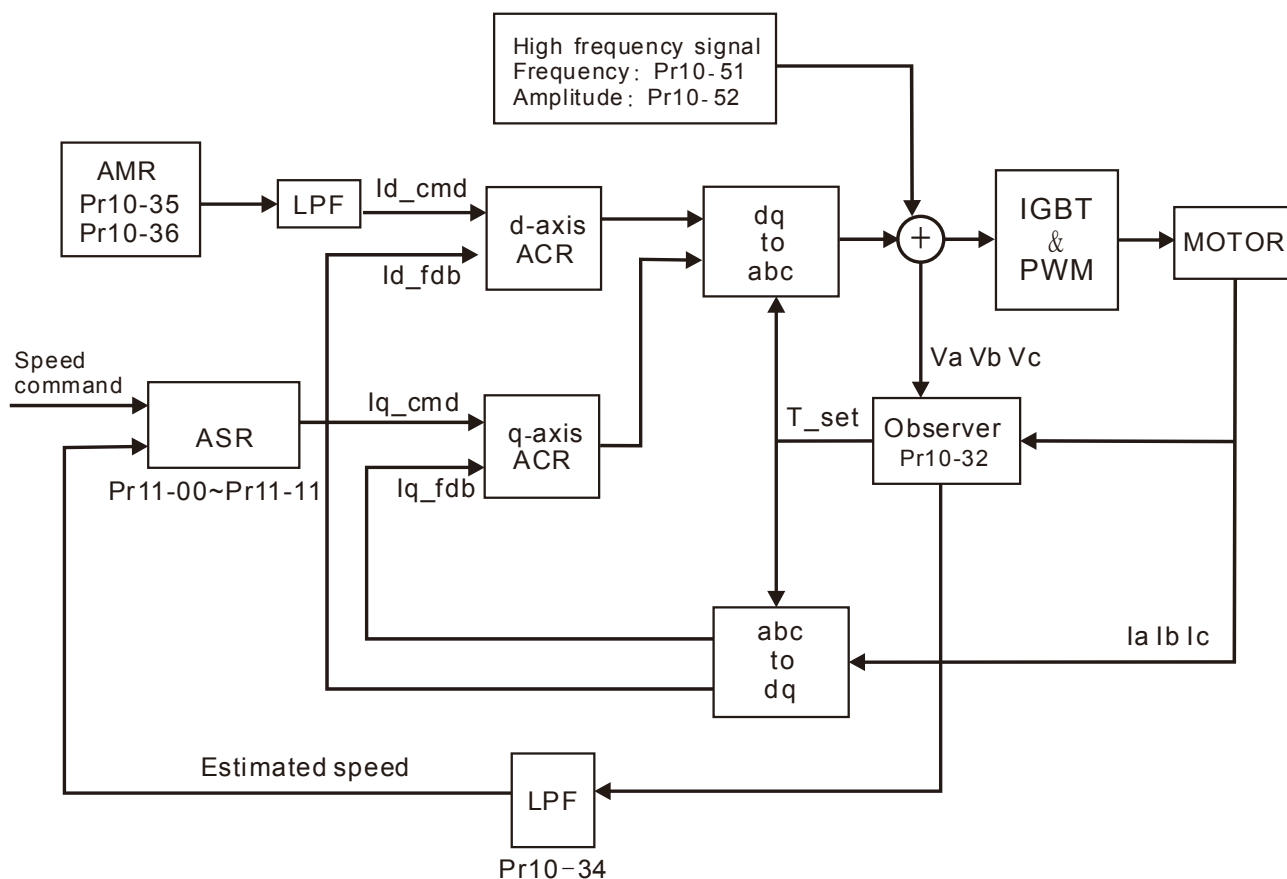 High frequency signal
Frequency: Pr10-51
Amplitude: Pr10-52
AMR
Pr10-35
Pr10-36
LPF
Id_cmd
Id_fdb
d-axis
ACR
dq
to
abc
+
IGBT
&
PWM
MOTOR
Speed
command
ASR
Pr11-00~Pr11-11
Iq_cmd
Iq_fdb
q-axis
ACR
T_set
Va Vb Vc
Observer
Pr10-32
abc
to
dq
Ia Ib Ic
Estimated speed
LPF
Pr10-34